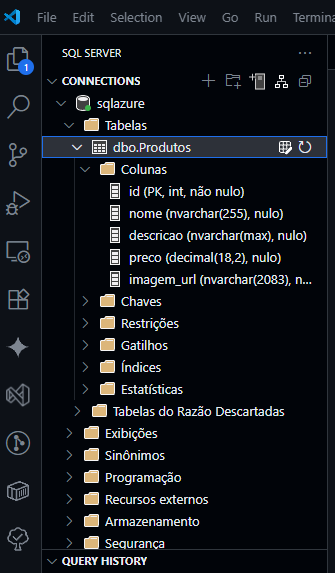 File Edit Selection View Go Run Termina
SQL SERVER
CONNECTIONS
sqlazure
Tabelas
dbo.Produtos
Colunas
id (PK, int, não nulo)
nome (nvarchar(255), nulo)
descricao (nvarchar(max), nulo)
preco (decimal(18,2), nulo)
imagem_url (nvarchar(2083), n...
Chaves
Restrições
Gatilhos
Índices
Estatísticas
Tabelas do Razão Descartadas
Exibições
Sinônimos
Programação
Recursos externos
Armazenamento
Segurança
QUERY HISTORY
1